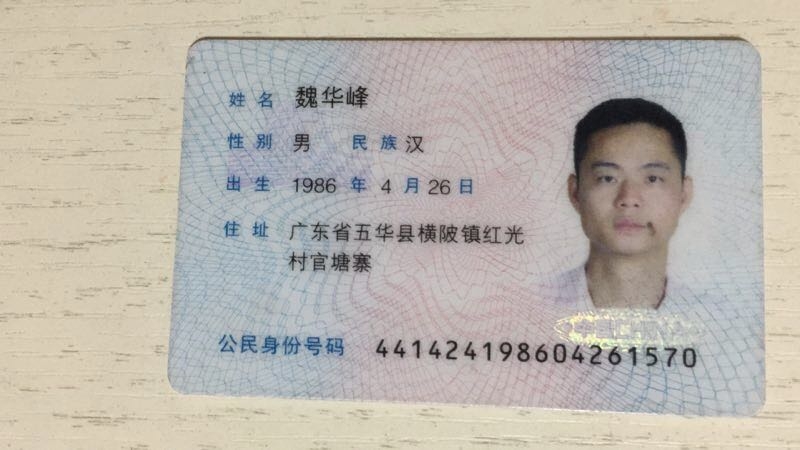 姓名 魏华峰
性别 男 民族 汉
出生 1986 年 4 月 26 日
住址 广东省五华县横陂镇红光
村官塘寨
公民身份号码 441424198604261570